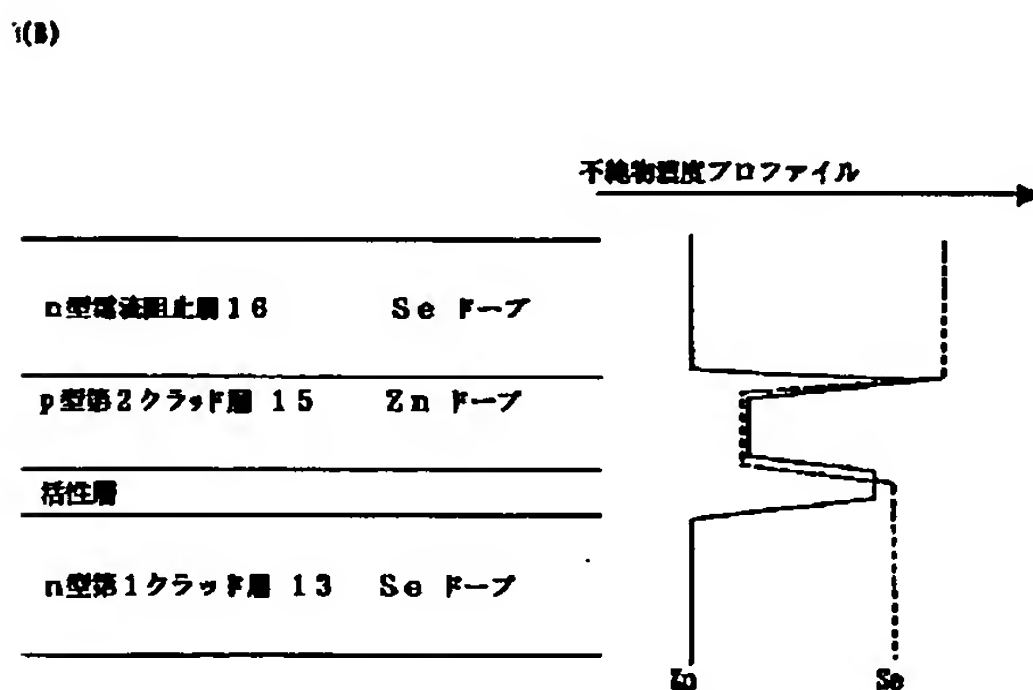 (B)
不純物濃度プロファイル
n型電流阻止層16 Se ドープ
p型第2クラッド層 15 Zn ドープ
活性層
n型第1クラッド層 13 Se ドープ
Zn Se